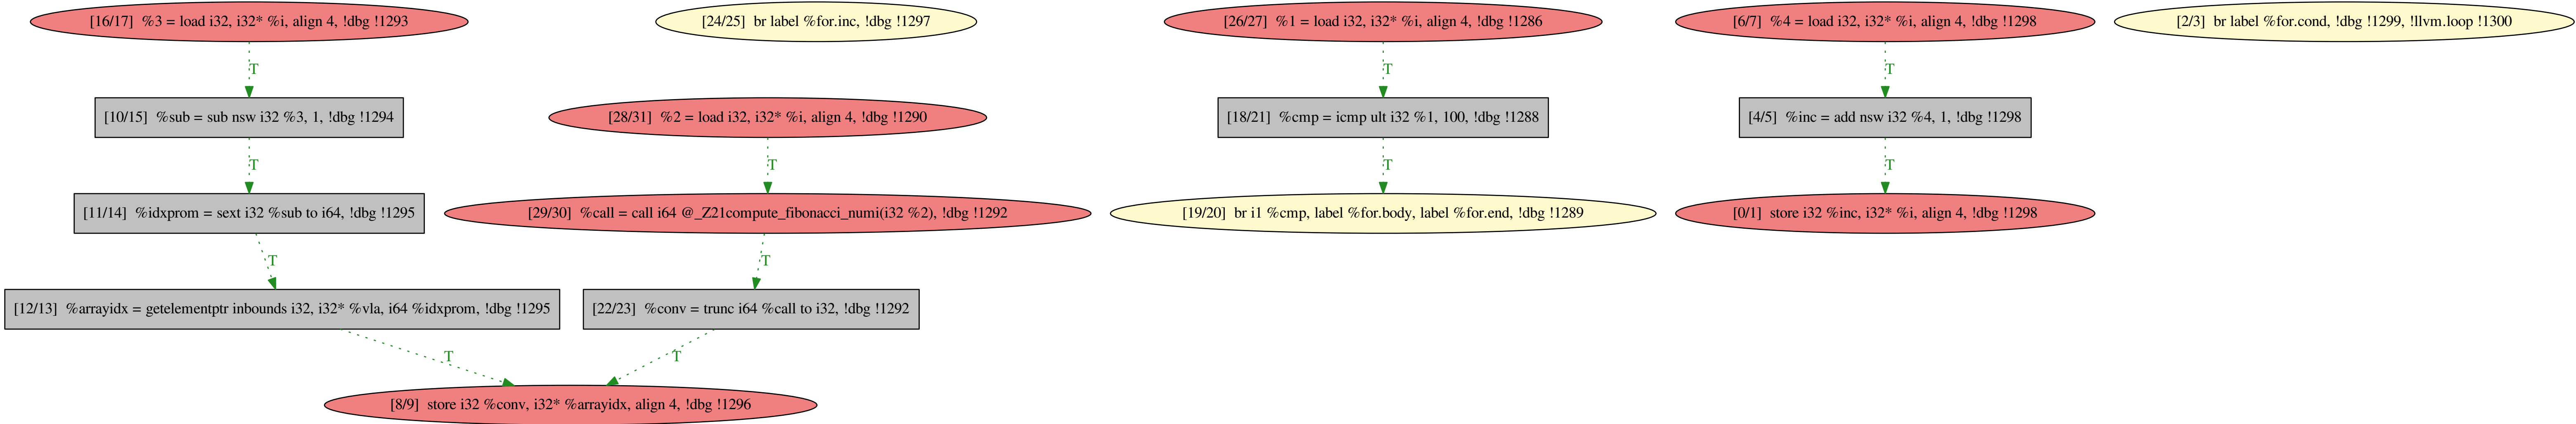 [16/17] %3 = load i32, i32* %i, align 4, !dbg !1293
[24/25] br label %for.inc, !dbg !1297
[26/27] %1 = load i32, i32* %i, align 4, !dbg !1286
[6/7] %4 = load i32, i32* %i, align 4, !dbg !1298
[2/3] br label %for.cond, !dbg !1299, !llvm.loop !1300
T
T
T
[10/15] %sub = sub nsw i32 %3, 1, !dbg !1294
[28/31] %2 = load i32, i32* %i, align 4, !dbg !1290
[18/21] %cmp = icmp ult i32 %1, 100, !dbg !1288
[4/5] %inc = add nsw i32 %4, 1, !dbg !1298
T
T
T
T
[11/14] %idxprom = sext i32 %sub to i64, !dbg !1295
[29/30] %call = call i64 @_Z21compute_fibonacci_numi(i32 %2), !dbg !1292
[19/20] br i1 %cmp, label %for.body, label %for.end, !dbg !1289
[0/1] store i32 %inc, i32* %i, align 4, !dbg !1298
T
T
[12/13] %arrayidx = getelementptr inbounds i32, i32* %vla, i64 %idxprom, !dbg !1295
[22/23] %conv = trunc i64 %call to i32, !dbg !1292
T
T
[8/9] store i32 %conv, i32* %arrayidx, align 4, !dbg !1296